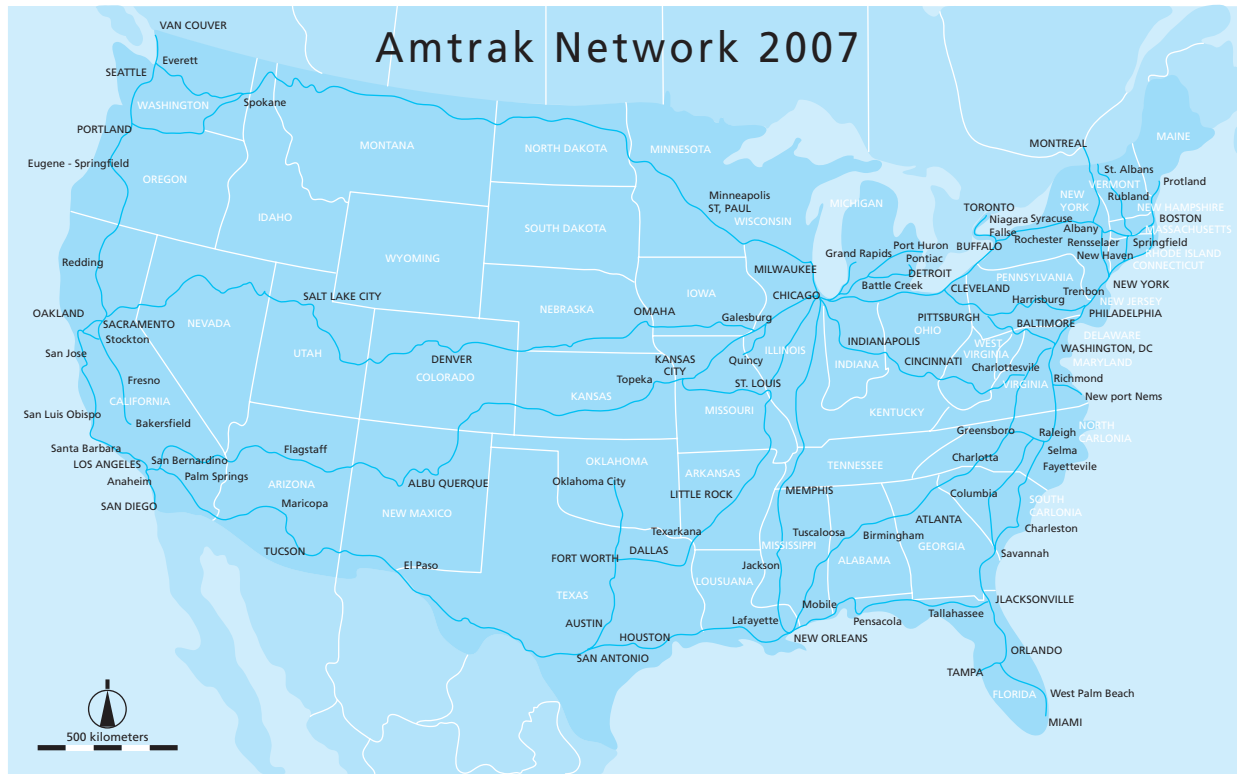 Amtrak Network 2007
VAN COUVER
Everett
SEATTLE
WASHINGTON
Spokane
PORTLAND
MONTANA
NORTH DAKOTA
MINNESOTA
MONTREAL
MAINE
Eugene - Springfield
OREGON
St. Albans
VERMONT
Protland
Minneapolis
ST, PAUL
WISCONSIN
MICHIGAN
NEW
YORK
Rubland
NEW HAMPSHIRE
TORONTO
IDAHO
SOUTH DAKOTA
Niagara
Fallse
Syracuse
BOSTON
MASSACHUSETTS
Albany
Rochester
Rensselaer
Springfield
BUFFALO
Port Huron
Pontiac
Grand Rapids
New Haven
RHODE ISLAND
CONNECTICUT
WYOMING
Redding
MILWAUKEE
DETROIT
Battle Creek
PENNSYLVANIA
CLEVELAND
NEW YORK
Trenbon
SALT LAKE CITY
IOWA
CHICAGO
Harrisburg
NEW JERSEY
OAKLAND
NEBRASKA
OMAHA
Galesburg
PITTSBURGH
PHILADELPHIA
SACRAMENTO
NEVADA
OHIO
BALTIMORE
Stockton
DELAWARE
San Jose
UTAH
DENVER
COLORADO
KANSAS
CITY
Quincy
ILLINOIS
INDIANAPOLIS
WEST
VIRGINIA
WASHINGTON, DC
INDIANA
CINCINNATI
Charlottesvile
MARYLAND
Fresno
Topeka
ST. LOUIS
VIRGINIA
Richmond
CALIFORNIA
KANSAS
New port Nems
San Luis Obispo
MISSOURI
KENTUCKY
Bakersfield
Greensboro
Raleigh
NORTH
CARLONIA
Santa Barbara
Flagstaff
Selma
LOS ANGELES
San Bernardino
OKLAHOMA
TENNESSEE
Charlotta
Fayettevile
Anaheim
Palm Springs
ARIZONA
ALBU QUERQUE
Oklahoma City
ARKANSAS
LITTLE ROCK
MEMPHIS
Columbia
SAN DIEGO
Maricopa
NEW MAXICO
SOUTH
CARLONIA
ATLANTA
Texarkana
Tuscaloosa
Birmingham
Charleston
TUCSON
DALLAS
MISSISSIPPI
GEORGIA
FORT WORTH
ALABAMA
Savannah
El Paso
Jackson
LOUSUANA
TEXAS
Mobile
JLACKSONVILLE
AUSTIN
Lafayette
Pensacola
Tallahassee
HOUSTON
NEW ORLEANS
SAN ANTONIO
ORLANDO
TAMPA
FLORIDA
West Palm Beach
MIAMI
500 kilometers